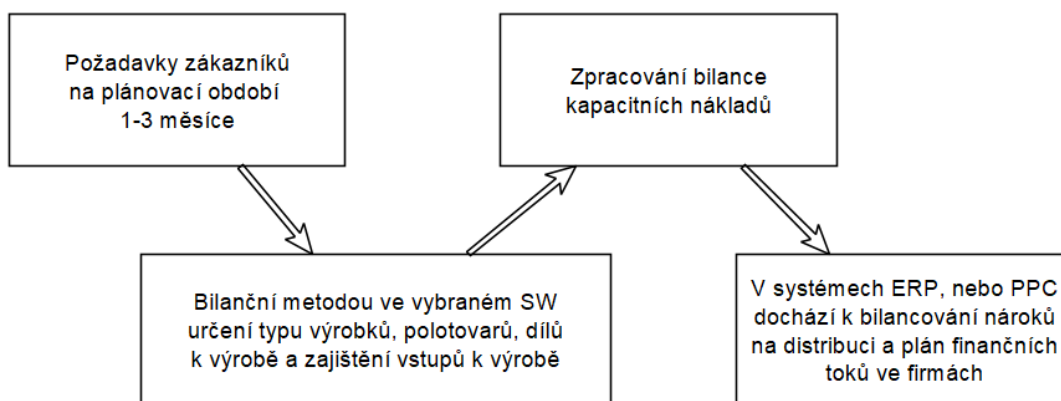 Požadavky zákazníků
na plánovací období
1-3 měsíce
Bilanční metodou ve vybraném SW
určení typu výrobků, polotovarů, dílů
k výrobě a zajištění vstupů k výrobě
Zpracování bilance
kapacitních nákladů
V systémech ERP, nebo PPC
dochází k bilancování nároků
na distribuci a plán finančních
toků ve firmách